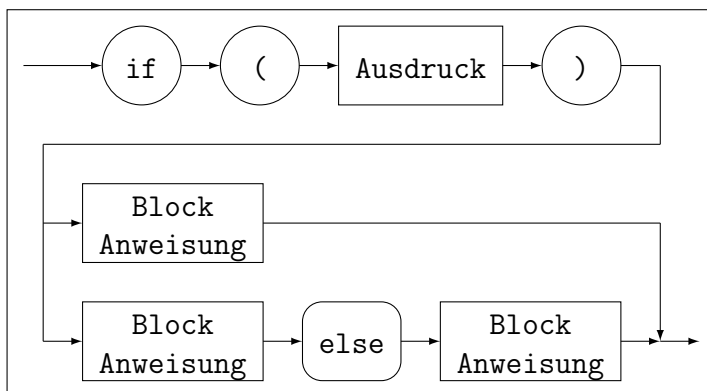 if ( Ausdruck )
Block
Anweisung
Block
Anweisung
else
Block
Anweisung